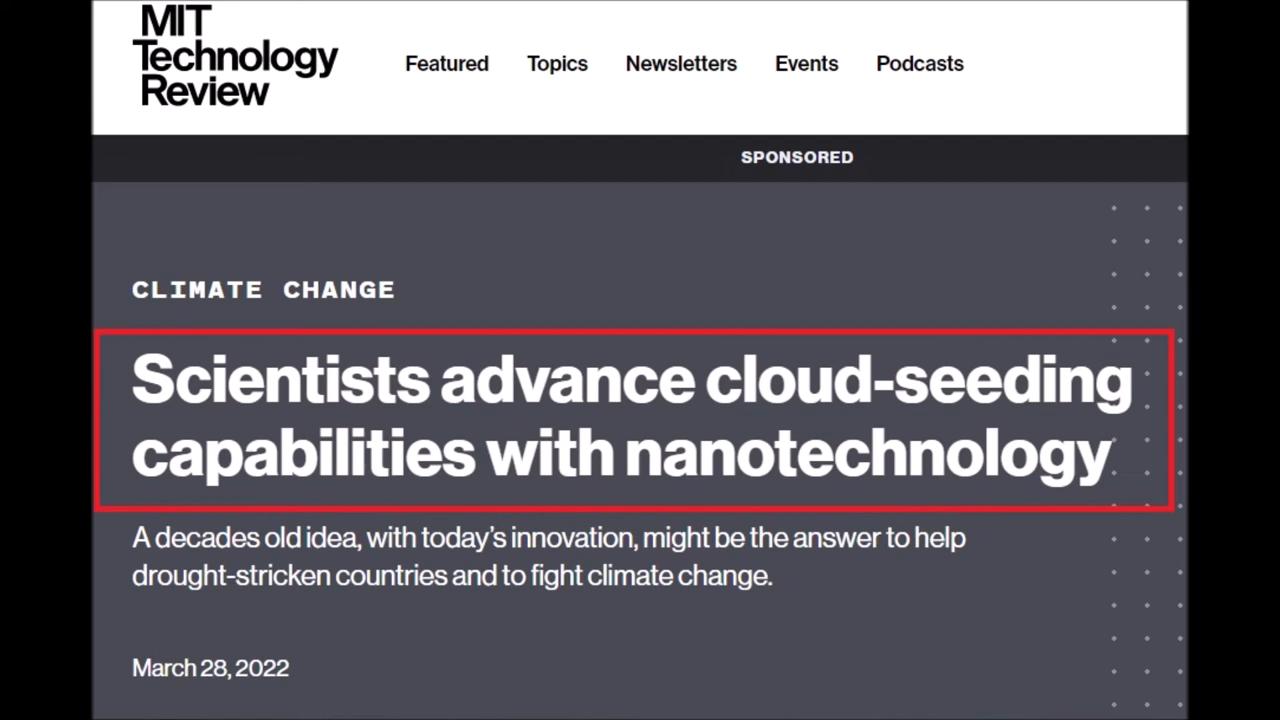 MIT
Technology
Review
Featured Topics Newsletters Events Podcasts
SPONSORED
CLIMATE CHANGE
Scientists advance cloud-seeding
capabilities with nanotechnology
A decades old idea, with today's innovation, might be the answer to help
drought-stricken countries and to fight climate change.
March 28, 2022